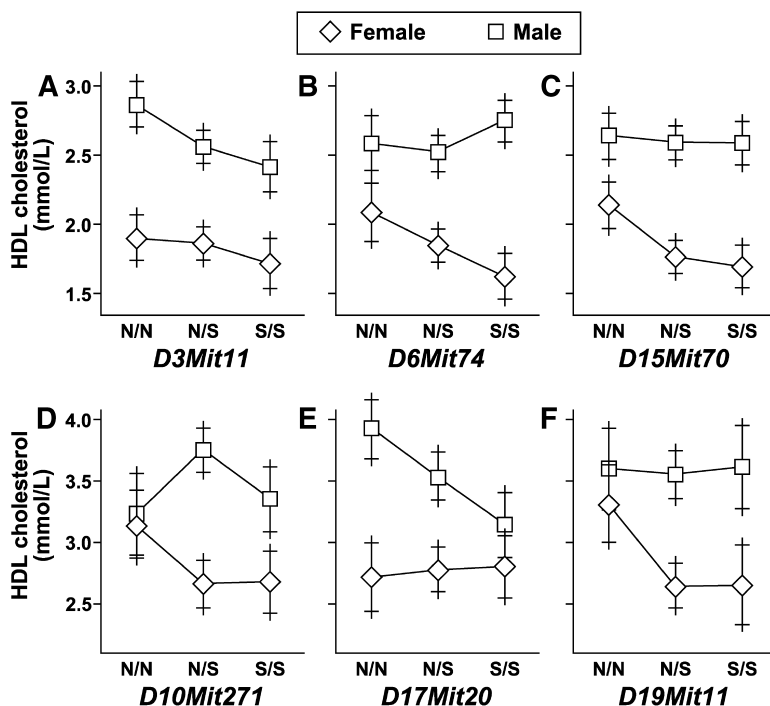 Female Male
A B C
HDL cholesterol
(mmol/L)
3.0
2.5
2.0
1.5
N/N N/S S/S N/N N/S S/S N/N N/S S/S
D3Mit11 D6Mit74 D15Mit70
D E F
HDL cholesterol
(mmol/L)
4.0
3.5
3.0
2.5
N/N N/S S/S N/N N/S S/S N/N N/S S/S
D10Mit271 D17Mit20 D19Mit11